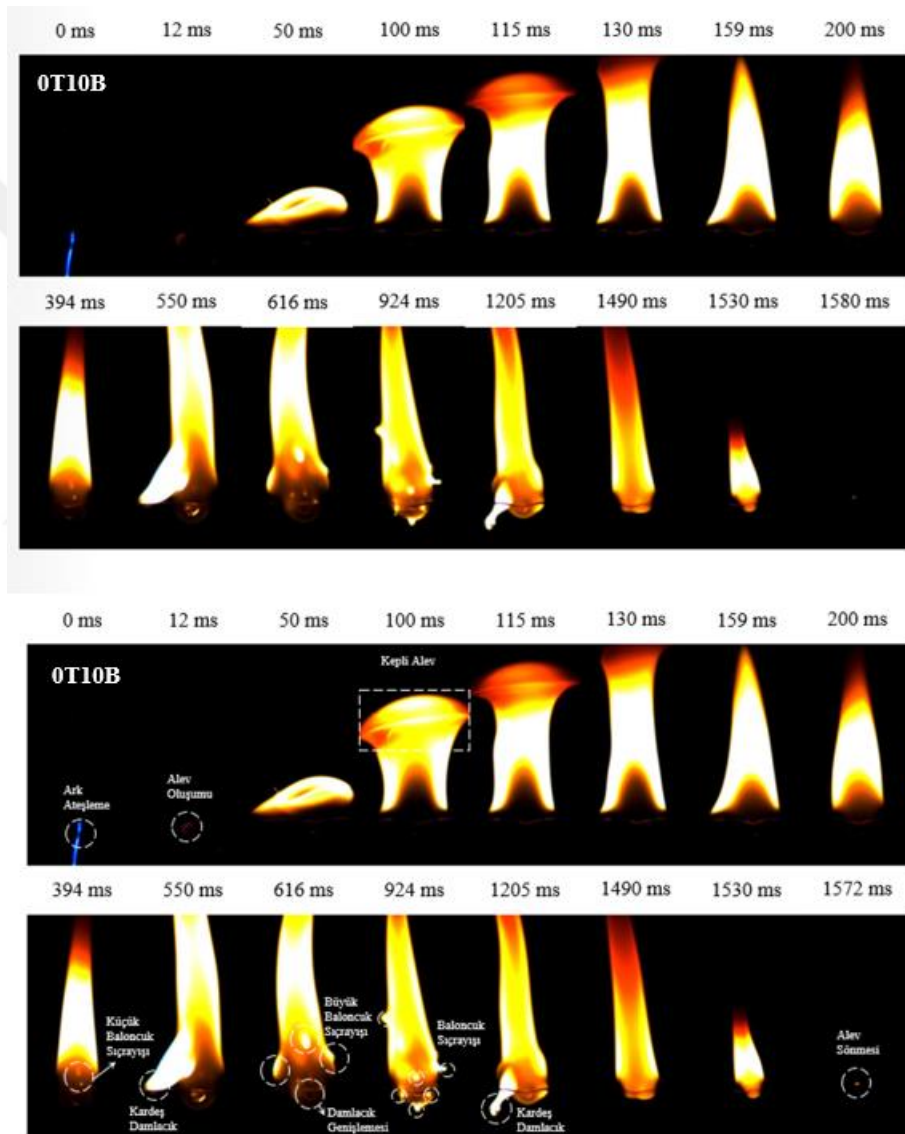 0 ms 12 ms 50 ms 100 ms 115 ms 130 ms 159 ms 200 ms
0T10B
394 ms 550 ms 616 ms 924 ms 1205 ms 1490 ms 1530 ms 1580 ms
0 ms 12 ms 50 ms 100 ms 115 ms 130 ms 159 ms 200 ms
0T10B
Kepli Alev
Ark
Ateşleme
Alev
Oluşumu
394 ms 550 ms 616 ms 924 ms 1205 ms 1490 ms 1530 ms 1572 ms
Küçük
Baloncuk
Sıçrayışı
Kardeş
Damlacık
Büyük
Baloncuk
Sıçrayışı
Damlacık
Genişlemesi
Baloncuk
Sıçrayışı
Kardeş
Damlacık
Alev
Sönmesi